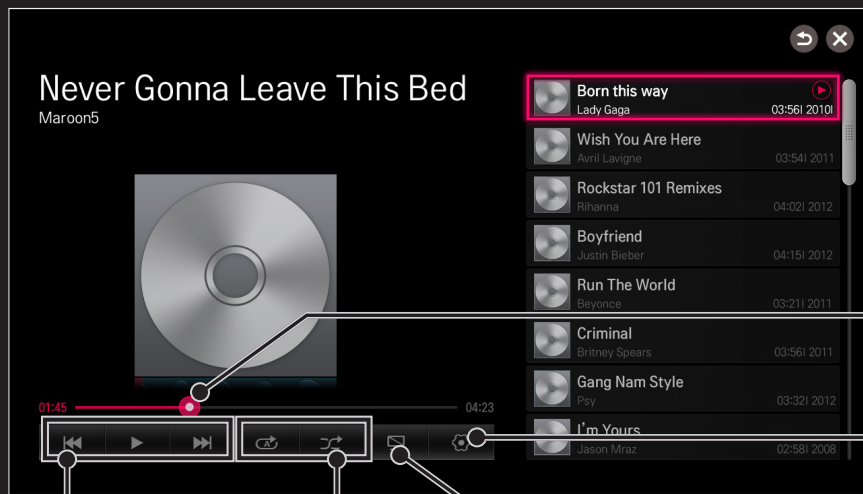 Never Gonna Leave This Bed
Maroon5
01:45
04:23
A
Born this way
Lady Gaga 03:56| 2010|
Wish You Are Here
Avril Lavigne 03:54| 2011
Rockstar 101 Remixes
Rihanna 04:02| 2012
Boyfriend
Justin Bieber 04:15| 2012
Run The World
Beyonce 03:21| 2011
Criminal
Britney Spears 03:56| 2011
Gang Nam Style
Psy 03:32| 2012
I'm Yours
Jason Mraz 02:58| 2008